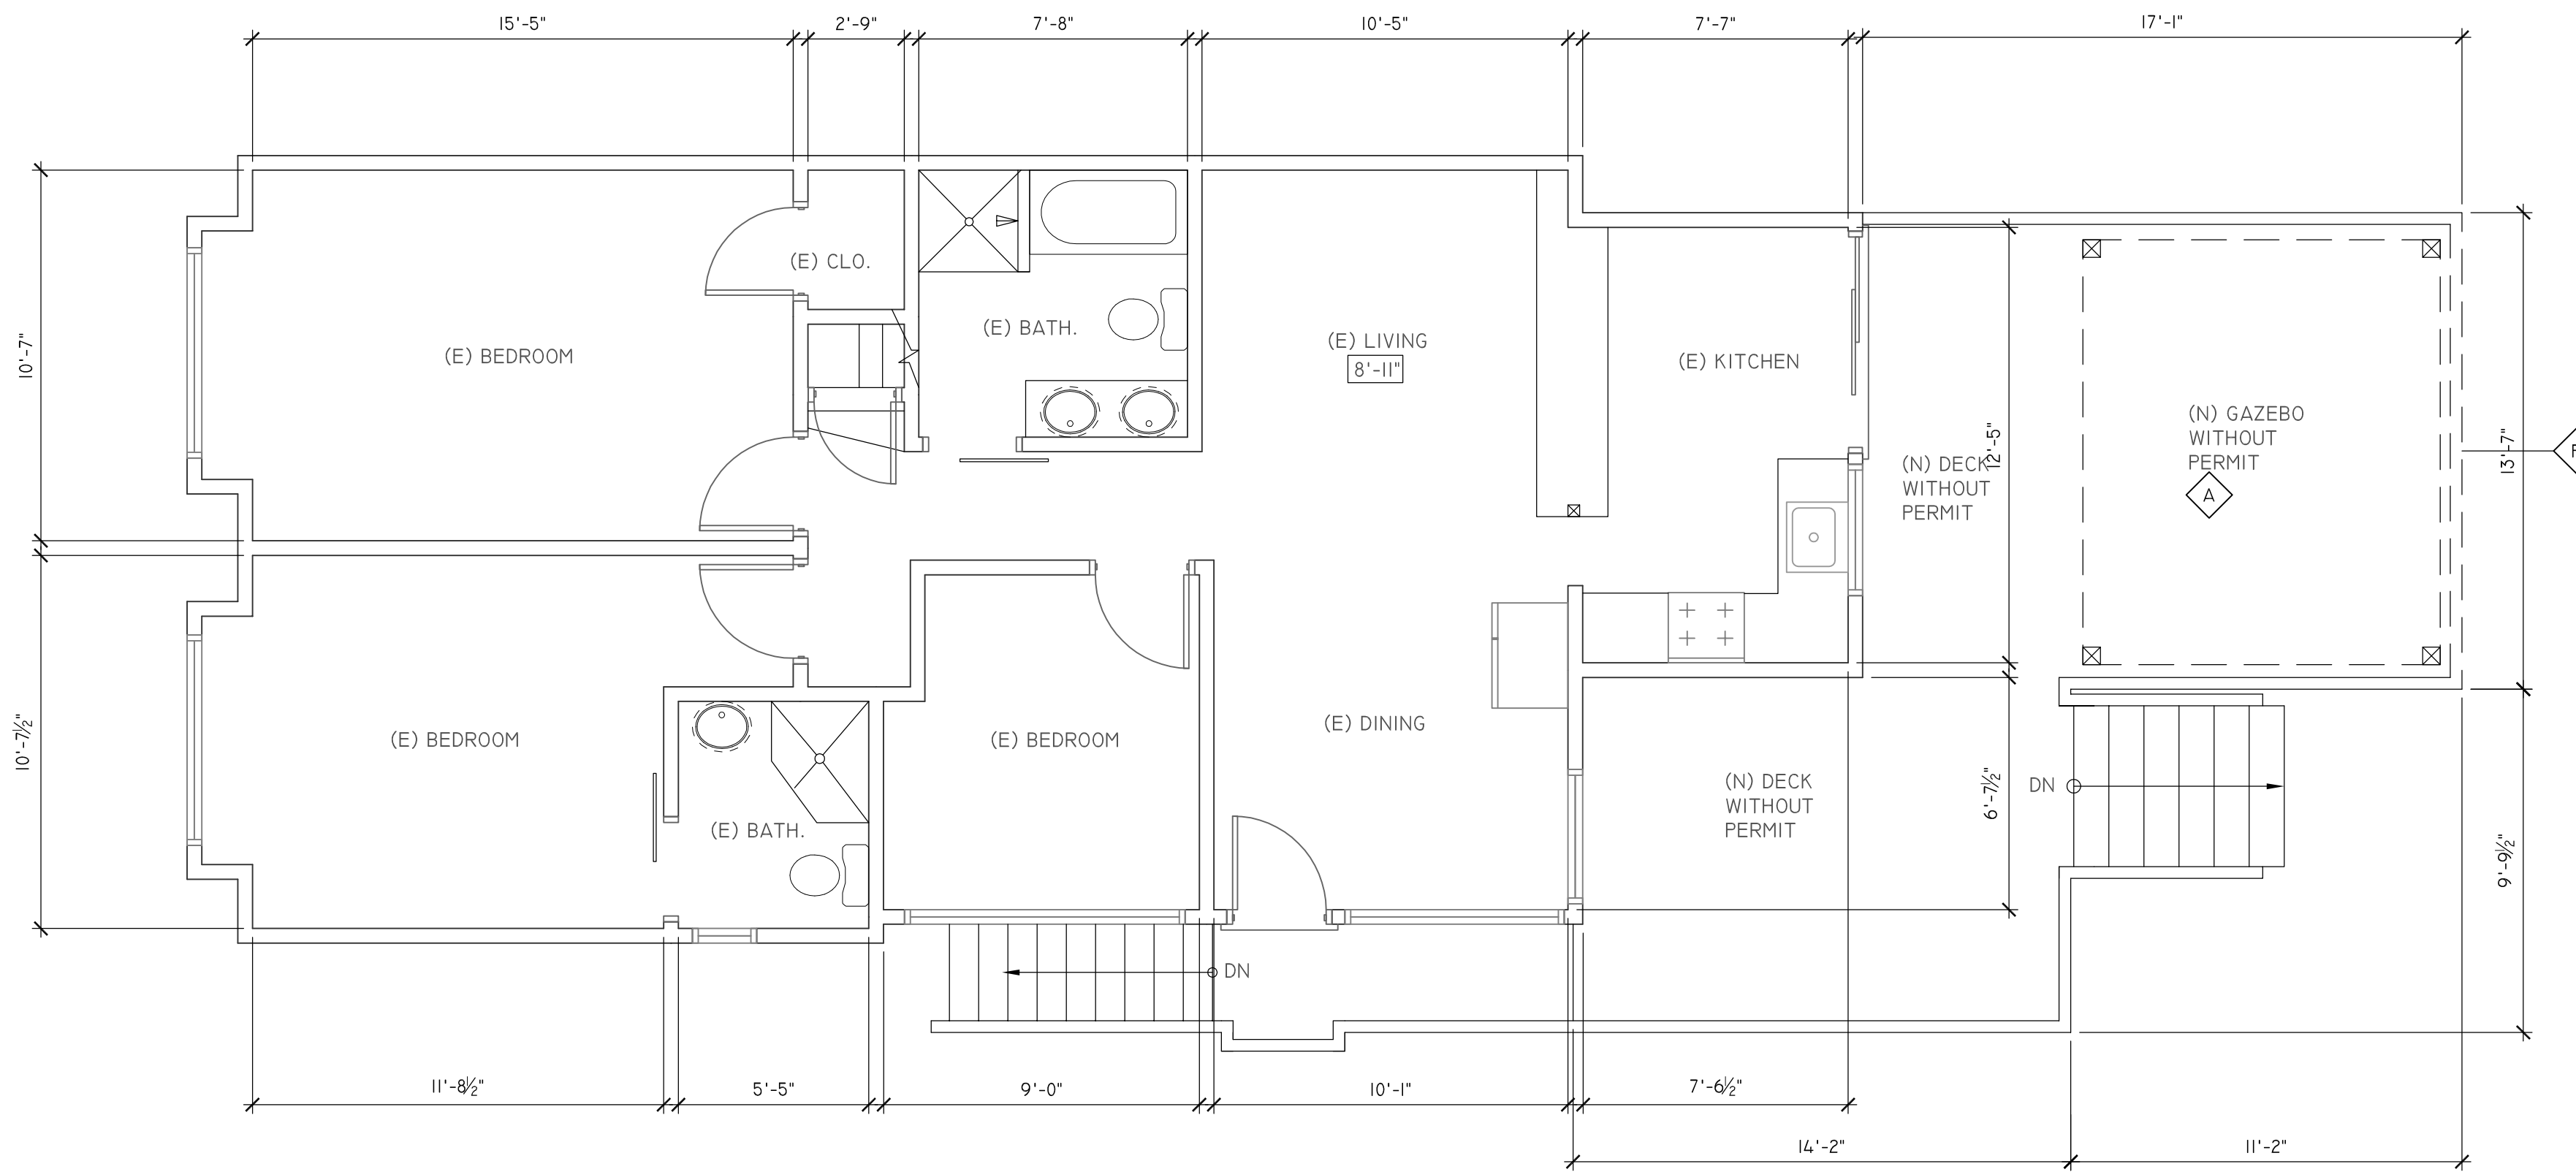 15'-5"
2'-9"
7'-8"
10'-5"
7'-7"
17'-1"
(E) CLO.
(E) BATH.
(E) LIVING
8'-11"
(E) BEDROOM
10'-7"
(E) KITCHEN
(N) GAZEBO
WITHOUT
PERMIT
A
(N) DECK
WITHOUT
PERMIT
12'-5"
13'-7"
(E) BEDROOM
10'-7½"
(E) BATH.
(E) BEDROOM
(E) DINING
(N) DECK
WITHOUT
PERMIT
6'-7½"
DN
9'-9½"
DN
11'-8½"
5'-5"
9'-0"
10'-1"
7'-6½"
14'-2"
11'-2"